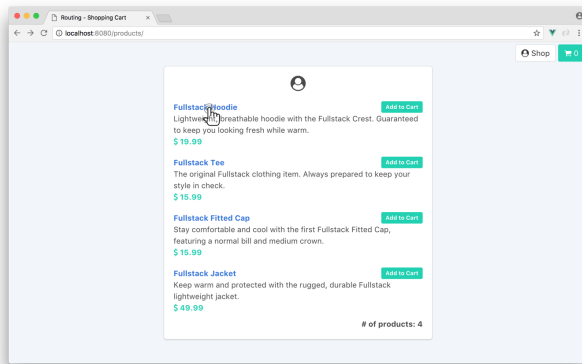 Routing - Shopping Cart
localhost:8080/products/
Shop
0
Fullstack Hoodie
Add to Cart
Lightweight, breathable hoodie with the Fullstack Crest. Guaranteed
to keep you looking fresh while warm.
$ 19.99
Fullstack Tee
Add to Cart
The original Fullstack clothing item. Always prepared to keep your
style in check.
$ 15.99
Fullstack Fitted Cap
Add to Cart
Stay comfortable and cool with the first Fullstack Fitted Cap,
featuring a normal bill and medium crown.
$ 15.99
Fullstack Jacket
Add to Cart
Keep warm and protected with the rugged, durable Fullstack
lightweight jacket.
$ 49.99
# of products: 4